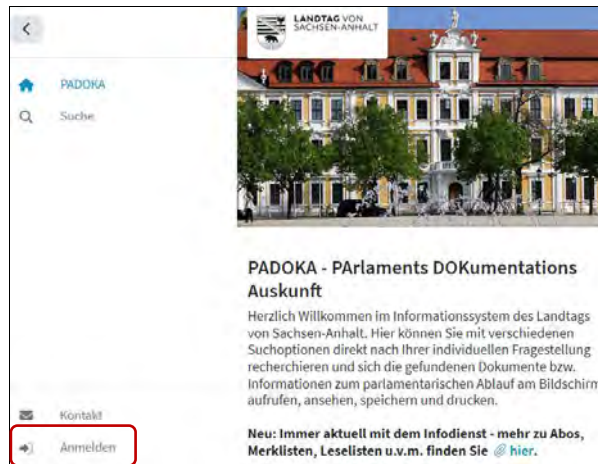 LANDTAG VON
SACHSEN-ANHALT
PADOKA
Suche
PADOKA - PArlaments DOKumentations
Auskunft
Herzlich Willkommen im Informationssystem des Landtags
von Sachsen-Anhalt. Hier können Sie mit verschiedenen
Suchoptionen direkt nach Ihrer individuellen Fragestellung
recherchieren und sich die gefundenen Dokumente bzw.
Informationen zum parlamentarischen Ablauf am Bildschirm
aufrufen, ansehen, speichern und drucken.
Neu: Immer aktuell mit dem Infodienst - mehr zu Abos,
Merklisten, Leselisten u.v.m. finden Sie hier.
Kontakt
Anmelden